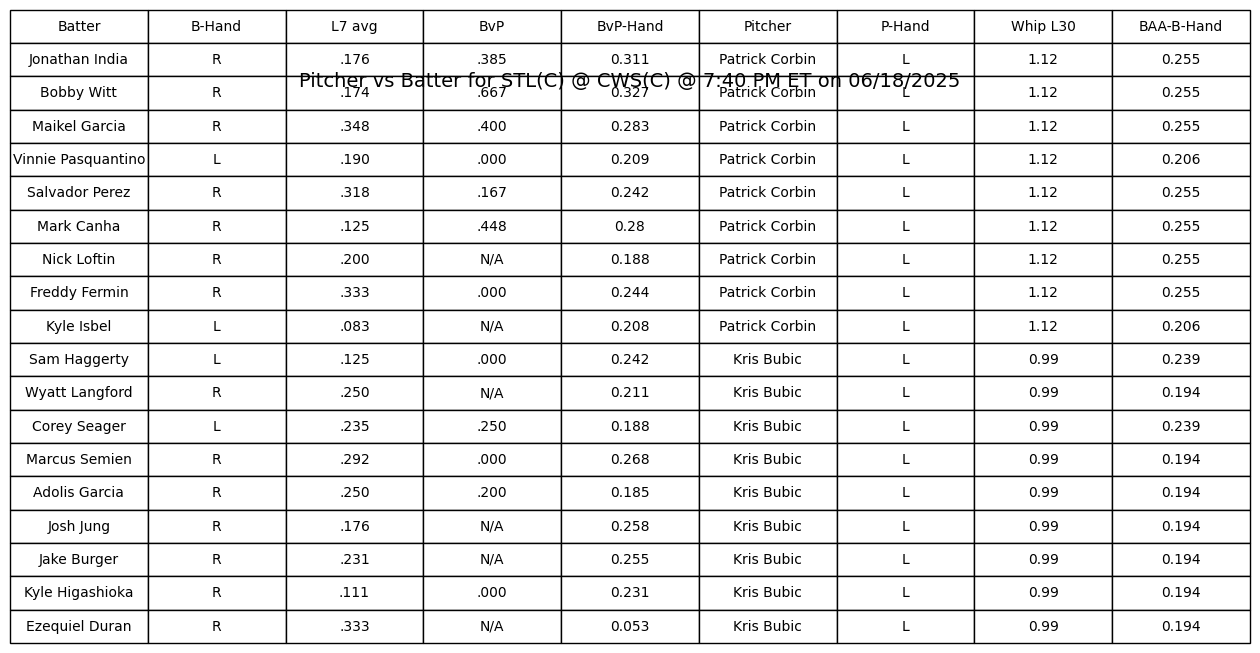 Batter B-Hand L7 avg BvP BvP-Hand Pitcher P-Hand Whip L30 BAA-B-Hand
Jonathan India R .176 .385 0.311 Patrick Corbin L 1.12 0.255
Pitcher vs Batter for STL(C) @ CWS(C) @ 7:40 PM ET on 06/18/2025
Bobby Witt R .174 .667 0.327 Patrick Corbin L 1.12 0.255
Maikel Garcia R .348 .400 0.283 Patrick Corbin L 1.12 0.255
Vinnie Pasquantino L .190 .000 0.209 Patrick Corbin L 1.12 0.206
Salvador Perez R .318 .167 0.242 Patrick Corbin L 1.12 0.255
Mark Canha R .125 .448 0.28 Patrick Corbin L 1.12 0.255
Nick Loftin R .200 N/A 0.188 Patrick Corbin L 1.12 0.255
Freddy Fermin R .333 .000 0.244 Patrick Corbin L 1.12 0.255
Kyle Isbel L .083 N/A 0.208 Patrick Corbin L 1.12 0.206
Sam Haggerty L .125 .000 0.242 Kris Bubic L 0.99 0.239
Wyatt Langford R .250 N/A 0.211 Kris Bubic L 0.99 0.194
Corey Seager L .235 .250 0.188 Kris Bubic L 0.99 0.239
Marcus Semien R .292 .000 0.268 Kris Bubic L 0.99 0.194
Adolis Garcia R .250 .200 0.185 Kris Bubic L 0.99 0.194
Josh Jung R .176 N/A 0.258 Kris Bubic L 0.99 0.194
Jake Burger R .231 N/A 0.255 Kris Bubic L 0.99 0.194
Kyle Higashioka R .111 .000 0.231 Kris Bubic L 0.99 0.194
Ezequiel Duran R .333 N/A 0.053 Kris Bubic L 0.99 0.194